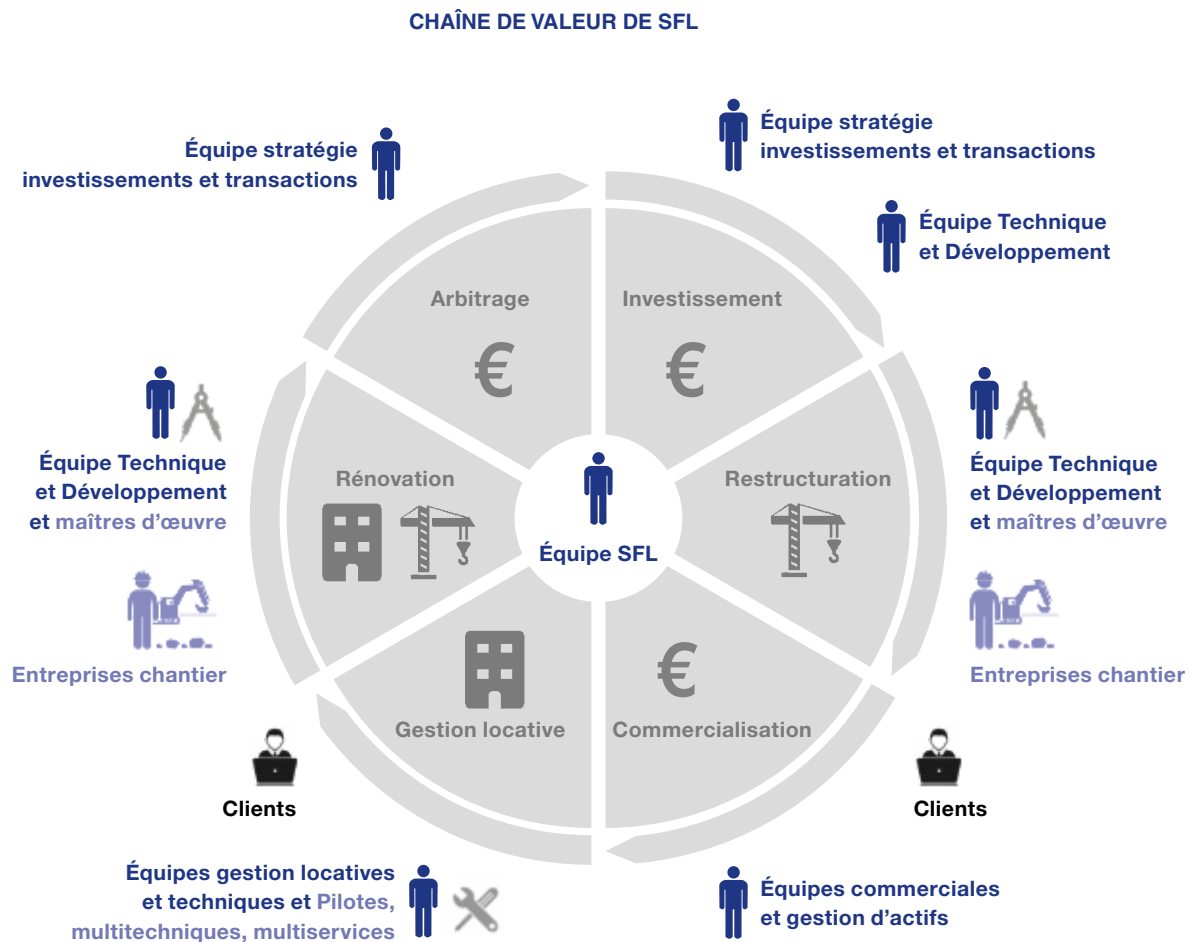 CHAÎNE DE VALEUR DE SFL
Équipe stratégie
investissements et transactions
Équipe stratégie
investissements et transactions
Équipe Technique
et Développement
Arbitrage
€
Investissement
€
Équipe Technique
et Développement
et maîtres d’œuvre
Rénovation
Restructuration
Équipe Technique
et Développement
et maîtres d’œuvre
Équipe SFL
Entreprises chantier
Entreprises chantier
Gestion locative
€
Commercialisation
Clients
Clients
Équipes gestion locatives
et techniques et Pilotes,
multitechniques, multiservices
Équipes commerciales
et gestion d’actifs